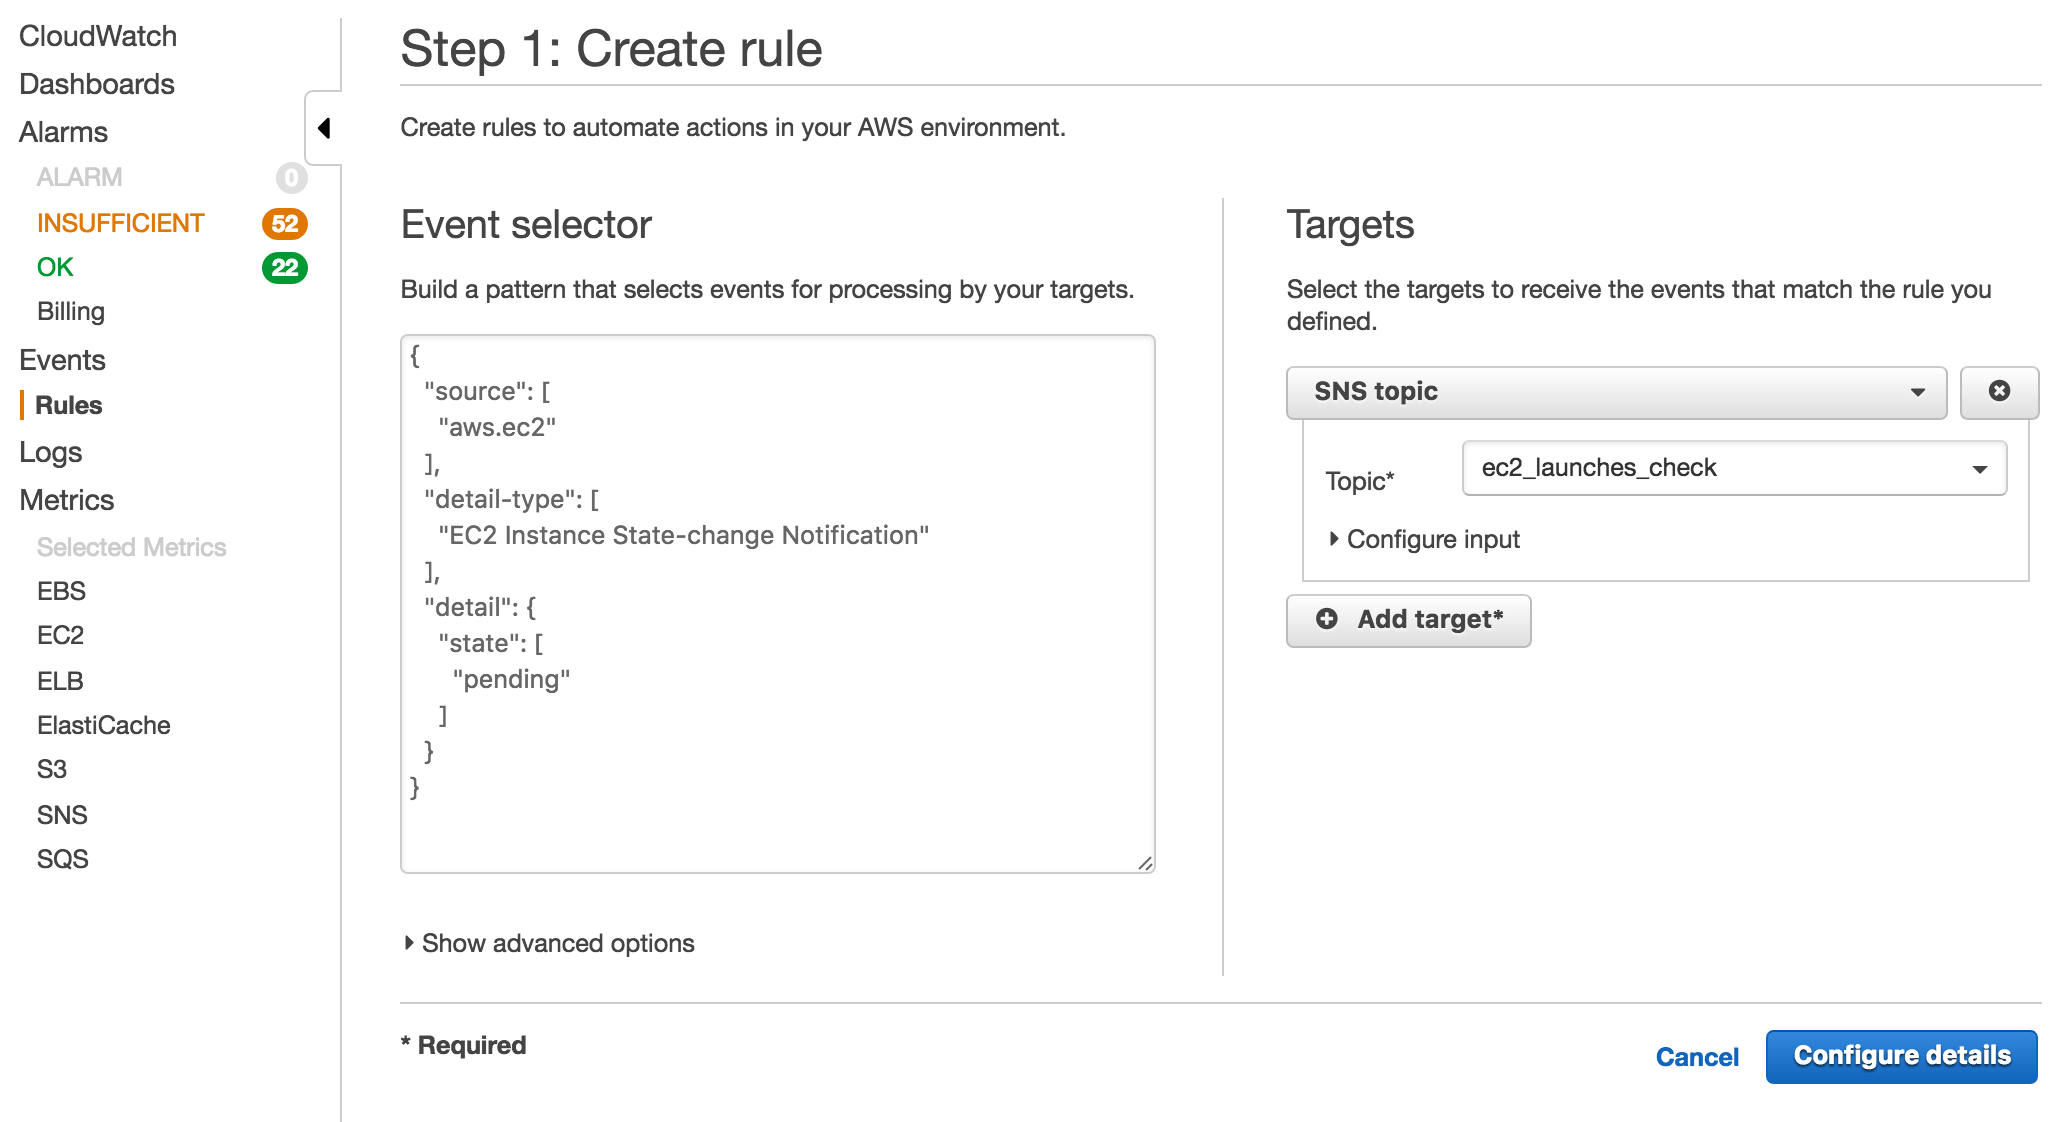 CloudWatch
Dashboards
Alarms
ALARM 0
INSUFFICIENT 52
OK 22
Billing
Events
Rules
Logs
Metrics
Selected Metrics
EBS
EC2
ELB
ElastiCache
S3
SNS
SQS
Step 1: Create rule
Create rules to automate actions in your AWS environment.
Event selector
Build a pattern that selects events for processing by your targets.
{
"source": [
"aws.ec2"
],
"detail-type": [
"EC2 Instance State-change Notification"
],
"detail": {
"state": [
"pending"
]
}
}
Show advanced options
Targets
Select the targets to receive the events that match the rule you
defined.
SNS topic
Topic* ec2_launches_check
Configure input
Add target*
* Required
Cancel Configure details